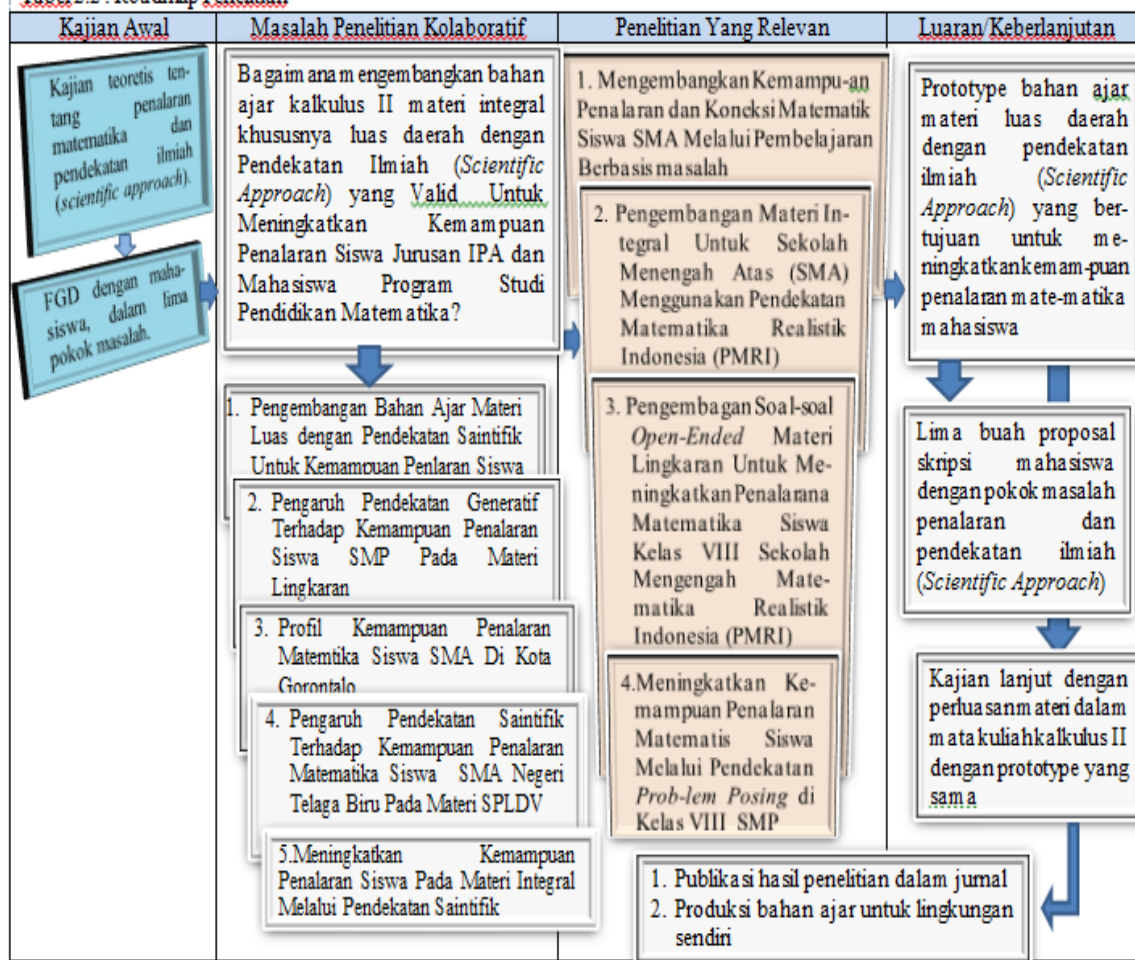 Tabel 2.2 : Roadmap Penelitian
Kajian Awal
Masalah Penelitian Kolaboratif
Penelitian Yang Relevan
Luaran/Keberlanjutan
Kajian teoretis ten-
tang penalaran
matematika dan
pendekatan ilmiah
(scientific approach).
FGD dengan maha-
siswa, dalam lima
pokok masalah.
Bagaimana mengembangkan bahan
ajar kalkulus II materi integral
khususnya luas daerah dengan
Pendekatan Ilmiah (Scientific
Approach) yang Valid Untuk
Meningkatkan Kemampuan
Penalaran Siswa Jurusan IPA dan
Mahasiswa Program Studi
Pendidikan Matematika?
1. Pengembangan Bahan Ajar Materi
Luas dengan Pendekatan Saintifik
Untuk Kemampuan Penlaran Siswa
2. Pengaruh Pendekatan Generatif
Terhadap Kemampuan Penalaran
Siswa SMP Pada Materi
Lingkaran
3. Profil Kemampuan Penalaran
Matemtika Siswa SMA Di Kota
Gorontalo
4. Pengaruh Pendekatan Saintifik
Terhadap Kemampuan Penalaran
Matematika Siswa SMA Negeri
Telaga Biru Pada Materi SPLDV
5.Meningkatkan Kemampuan
Penalaran Siswa Pada Materi Integral
Melalui Pendekatan Saintifik
1. Mengembangkan Kemampu-an
Penalaran dan Koneksi Matematik
Siswa SMA Melalui Pembelajaran
Berbasis masalah
2. Pengembangan Materi In-
tegral Untuk Sekolah
Menengah Atas (SMA)
Menggunakan Pendekatan
Matematika Realistik
Indonesia (PMRI)
3. Pengembagan Soal-soal
Open-Ended Materi
Lingkaran Untuk Me-
ningkatkan Penalarana
Matematika Siswa
Kelas VIII Sekolah
Mengengah Mate-
matika Realistik
Indonesia (PMRI)
4.Meningkatkan Ke-
mampuan Penalaran
Matematis Siswa
Melalui Pendekatan
Prob-lem Posing di
Kelas VIII SMP
Prototype bahan ajar
materi luas daerah
dengan pendekatan
ilmiah (Scientific
Approach) yang ber-
tujuan untuk me-
ningkatkankemam-puan
penalaran mate-matika
mahasiswa
Lima buah proposal
skripsi mahasiswa
dengan pokok masalah
penalaran dan
pendekatan ilmiah
(Scientific Approach)
Kajian lanjut dengan
perluasan materi dalam
mata kuliah kalkulus II
dengan prototype yang
sama
1. Publikasi hasil penelitian dalam jurnal
2. Produksi bahan ajar untuk lingkungan
sendiri